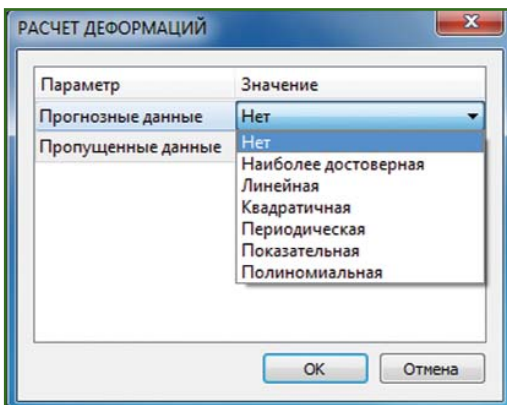 РАСЧЕТ ДЕФОРМАЦИЙ
Параметр Значение
Прогнозные данные Нет
Пропущенные данные Нет
Наиболее достоверная
Линейная
Квадратичная
Периодическая
Показательная
Полиномиальная
OK Отмена